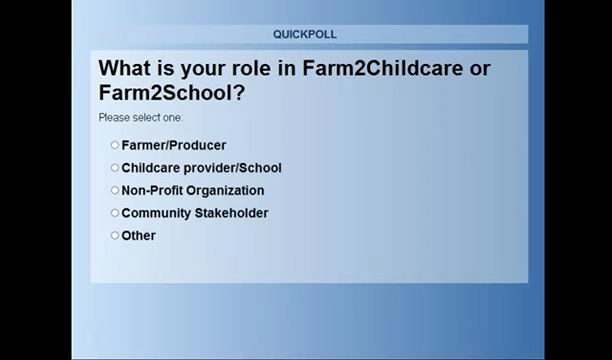 QUICKPOLL
What is your role in Farm2Childcare or
Farm2School?
Please select one:
Farmer/Producer
Childcare provider/School
Non-Profit Organization
Community Stakeholder
Other